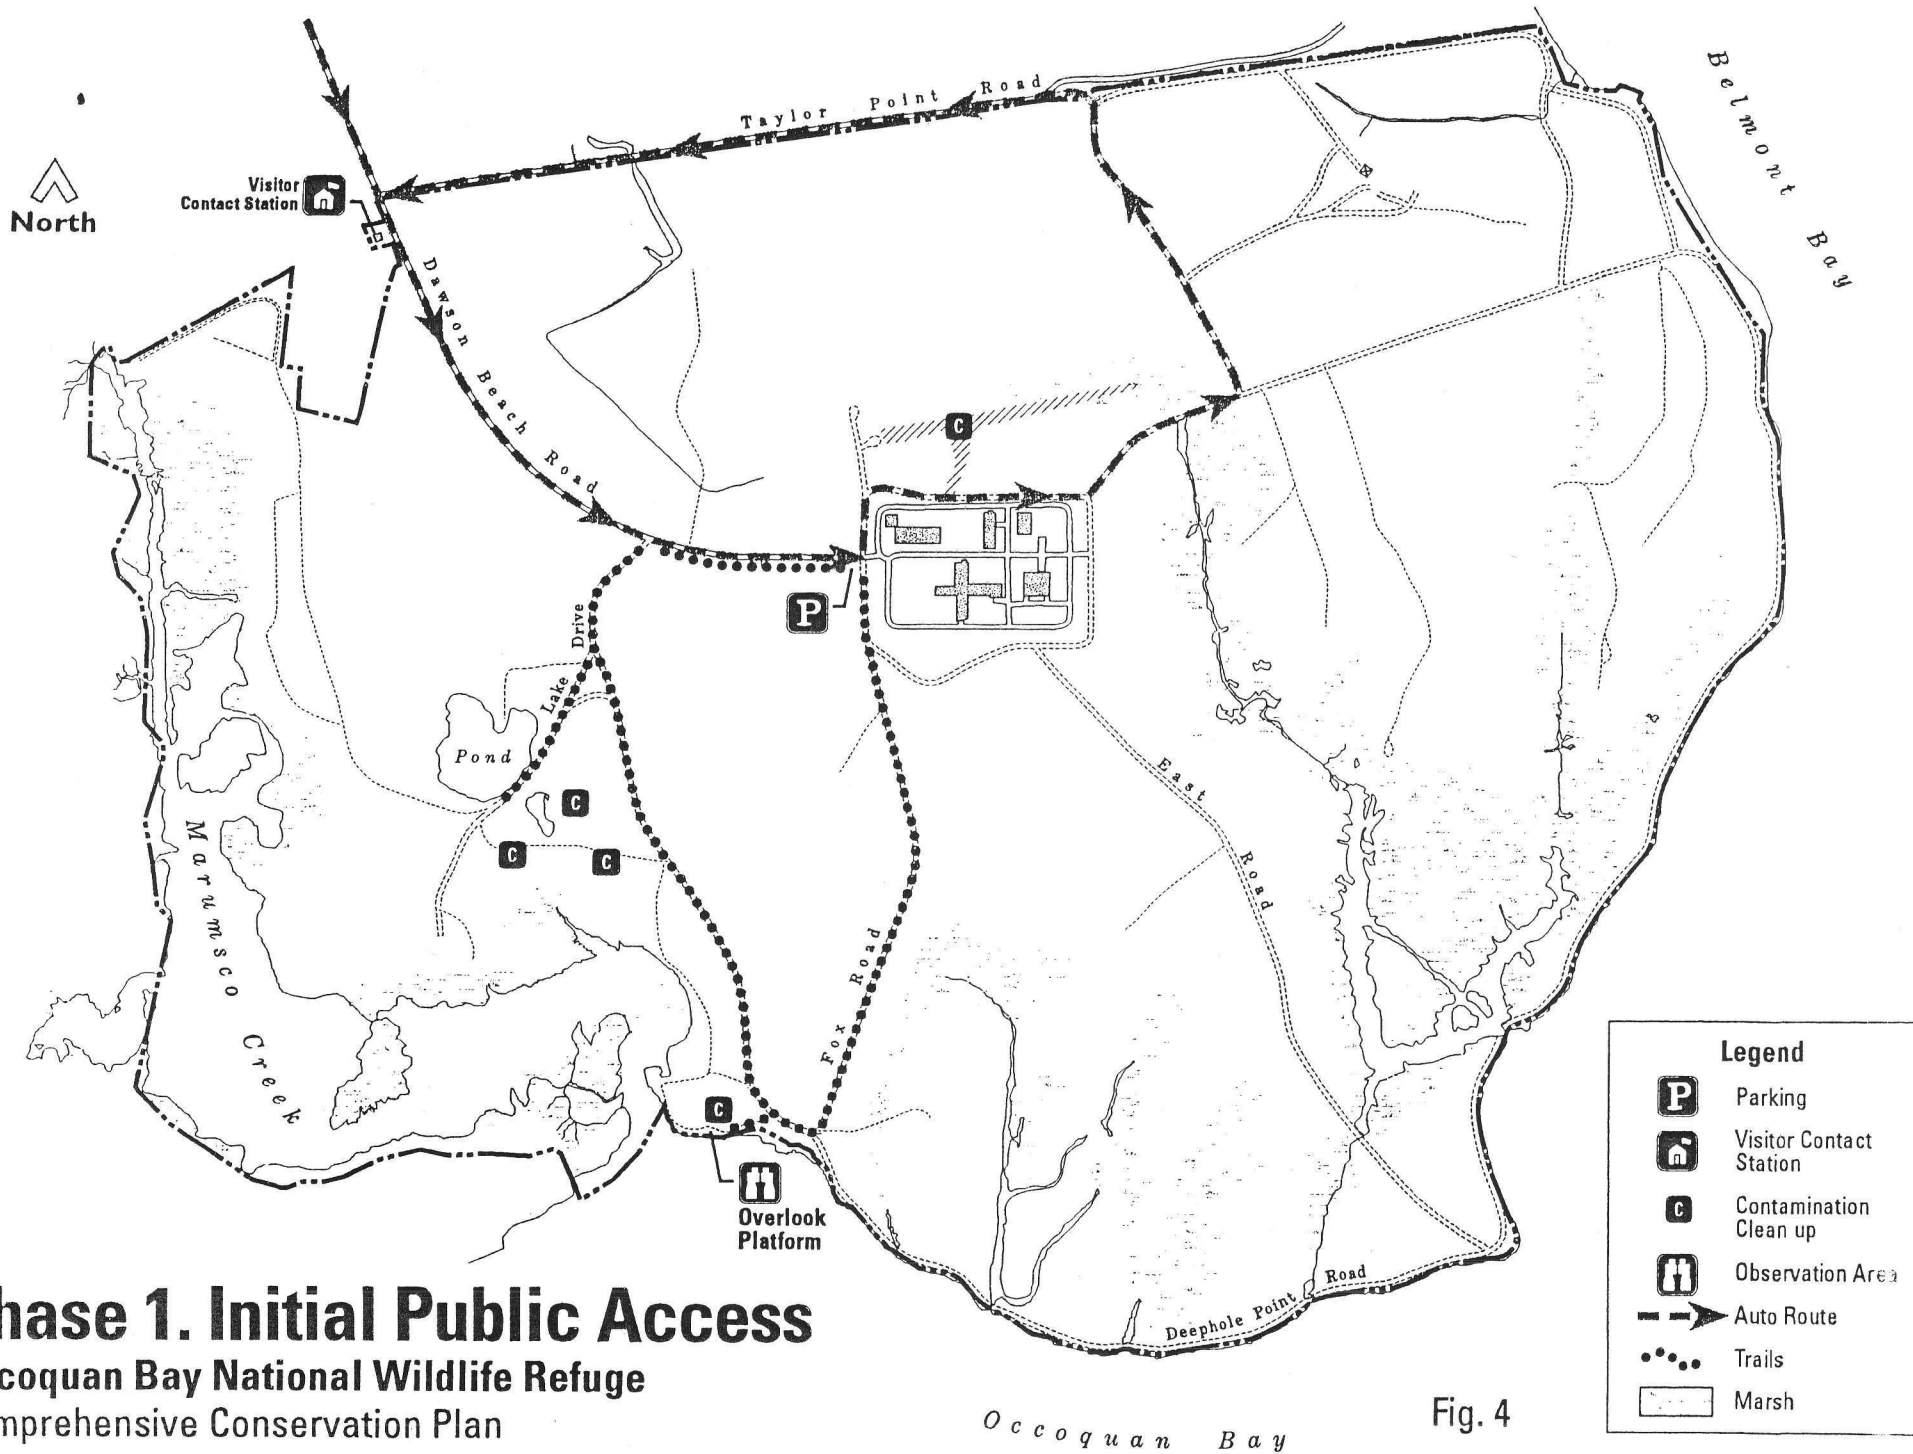 Taylor Point Road
Belmont Bay
North
Visitor
Contact Station
Dawson Beach Road
C
P
Lake Drive
Pond
C
C
C
East Road
Fox Road
Marumsco Creek
C
Overlook
Platform
Deephole Point Road
Occoquan Bay
hase 1. Initial Public Access
coquan Bay National Wildlife Refuge
mprehensive Conservation Plan
Fig. 4
Legend
P Parking
Visitor Contact
Station
C Contamination
Clean up
Observation Area
Auto Route
Trails
Marsh